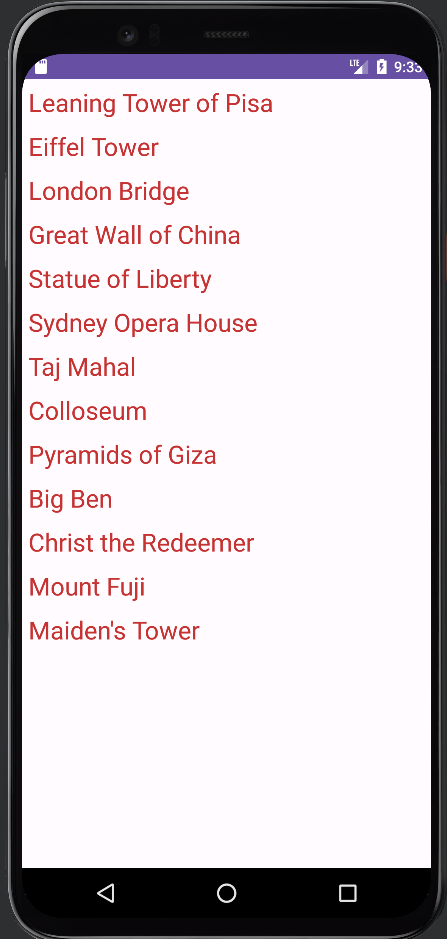 LTE 9:33
Leaning Tower of Pisa
Eiffel Tower
London Bridge
Great Wall of China
Statue of Liberty
Sydney Opera House
Taj Mahal
Colloseum
Pyramids of Giza
Big Ben
Christ the Redeemer
Mount Fuji
Maiden's Tower